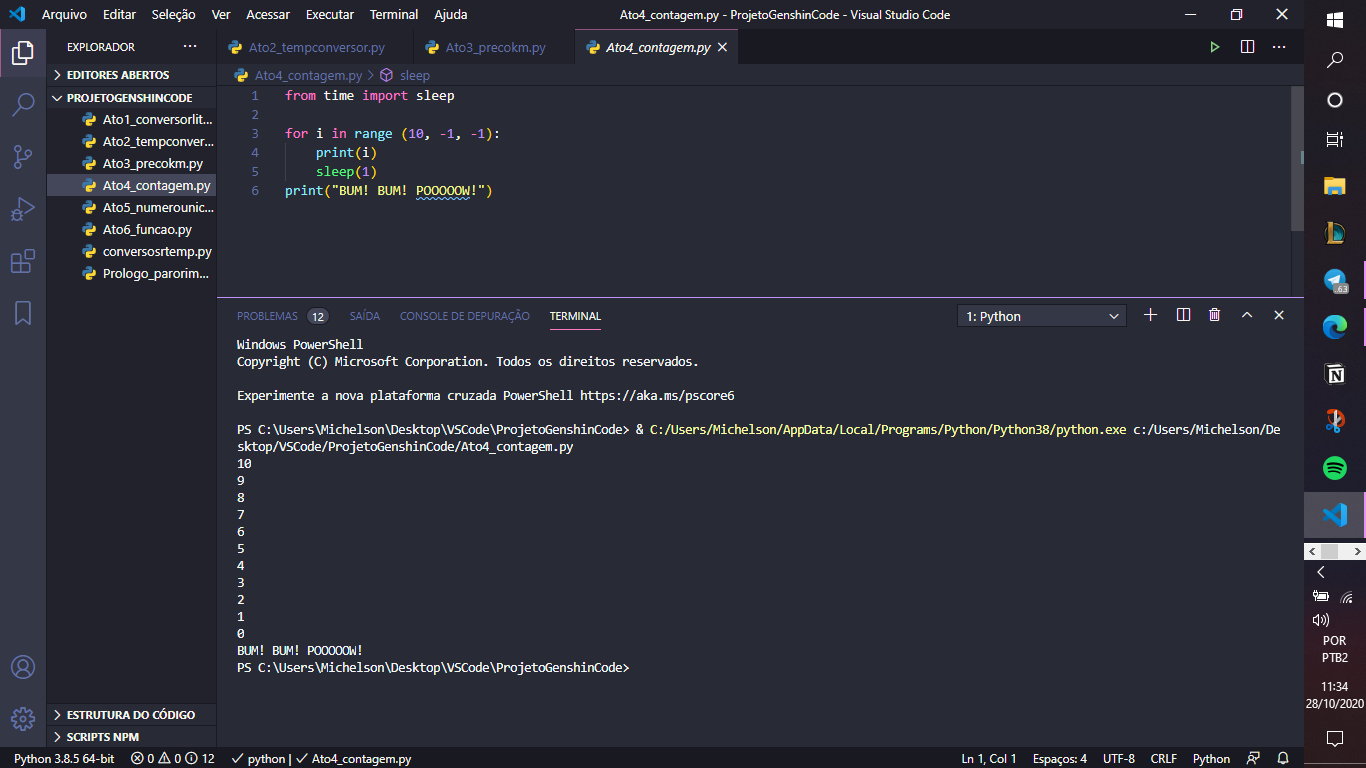 Arquivo Editar Seleção Ver Acessar Executar Terminal Ajuda Ato4_contagem.py - ProjetoGenshinCode - Visual Studio Code
EXPLORADOR ···
EDITORES ABERTOS
PROJETOGENSHINCODE
Ato1_conversorlit...
Ato2_tempconver...
Ato3_precokm.py
Ato4_contagem.py
Ato5_numerounic...
Ato6_funcao.py
conversosrtemp.py
Prologo_parorim...
ESTRUTURA DO CÓDIGO
SCRIPTS NPM
Ato2_tempconversor.py Ato3_precokm.py Ato4_contagem.py
Ato4_contagem.py > sleep
1 from time import sleep
2
3 for i in range (10, -1, -1):
4 print(i)
5 sleep(1)
6 print("BUM! BUM! POOOOOW!")
PROBLEMAS 12 SAÍDA CONSOLE DE DEPURAÇÃO TERMINAL 1: Python
Windows PowerShell
Copyright (C) Microsoft Corporation. Todos os direitos reservados.
Experimente a nova plataforma cruzada PowerShell https://aka.ms/pscore6
PS C:\Users\Michelson\Desktop\VSCode\ProjetoGenshinCode> & C:/Users/Michelson/AppData/Local/Programs/Python/Python38/python.exe c:/Users/Michelson/De
sktop/VSCode/ProjetoGenshinCode/Ato4_contagem.py
10
9
8
7
6
5
4
3
2
1
0
BUM! BUM! POOOOOW!
PS C:\Users\Michelson\Desktop\VSCode\ProjetoGenshinCode>
Python 3.8.5 64-bit 0 0 12 python | Ato4_contagem.py Ln 1, Col 1 Espaços: 4 UTF-8 CRLF Python
63
POR
PTB2
11:34
28/10/2020